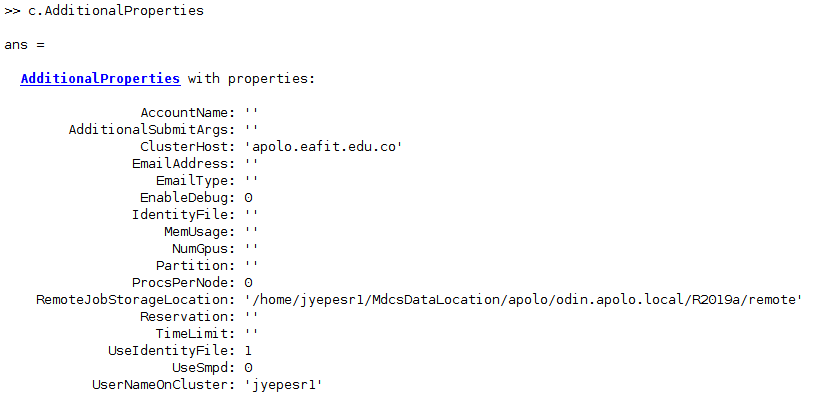 >> c.AdditionalProperties
ans =
AdditionalProperties with properties:
AccountName: ''
AdditionalSubmitArgs: ''
ClusterHost: 'apolo.eafit.edu.co'
EmailAddress: ''
EmailType: ''
EnableDebug: 0
IdentityFile: ''
MemUsage: ''
NumGpus: ''
Partition: ''
ProcsPerNode: 0
RemoteJobStorageLocation: '/home/jyepesr1/MdcsDataLocation/apolo/odin.apolo.local/R2019a/remote'
Reservation: ''
TimeLimit: ''
UseIdentityFile: 1
UseSmpd: 0
UserNameOnCluster: 'jyepesr1'